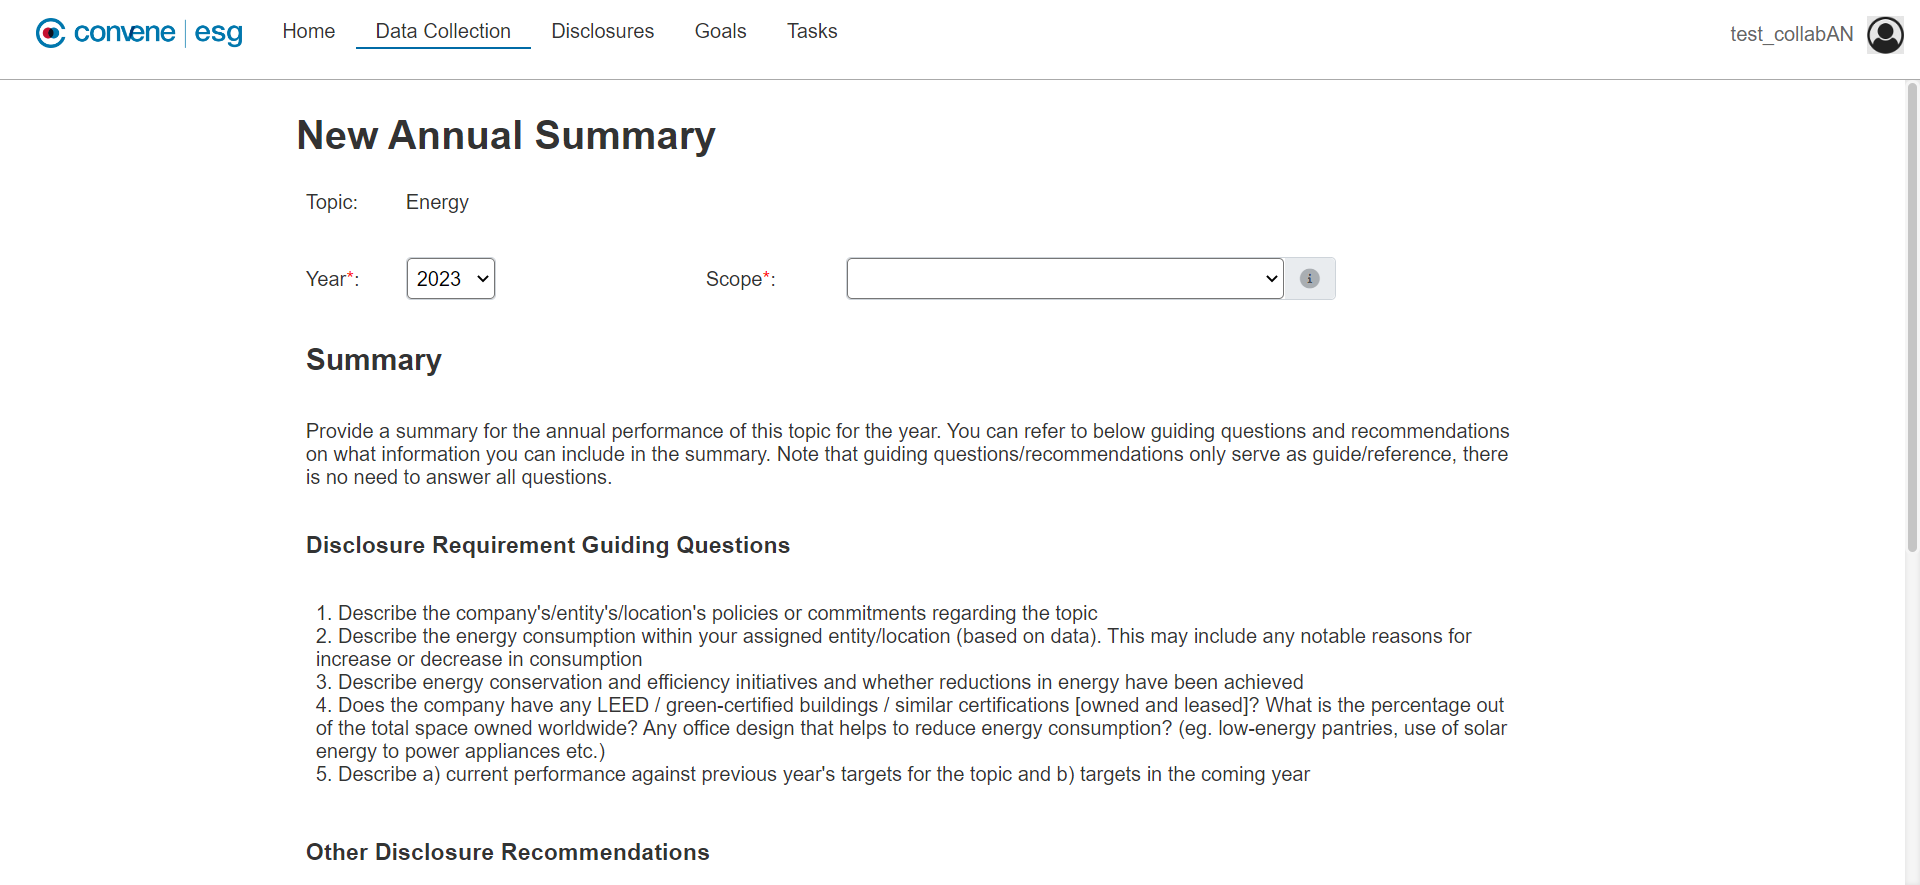 convene esg
Home
Data Collection
Disclosures
Goals
Tasks
test_collabAN
New Annual Summary
Topic: Energy
Year*: 2023 Scope*:
Summary
Provide a summary for the annual performance of this topic for the year. You can refer to below guiding questions and recommendations
on what information you can include in the summary. Note that guiding questions/recommendations only serve as guide/reference, there
is no need to answer all questions.
Disclosure Requirement Guiding Questions
1. Describe the company's/entity's/location's policies or commitments regarding the topic
2. Describe the energy consumption within your assigned entity/location (based on data). This may include any notable reasons for
increase or decrease in consumption
3. Describe energy conservation and efficiency initiatives and whether reductions in energy have been achieved
4. Does the company have any LEED / green-certified buildings / similar certifications [owned and leased]? What is the percentage out
of the total space owned worldwide? Any office design that helps to reduce energy consumption? (eg. low-energy pantries, use of solar
energy to power appliances etc.)
5. Describe a) current performance against previous year's targets for the topic and b) targets in the coming year
Other Disclosure Recommendations